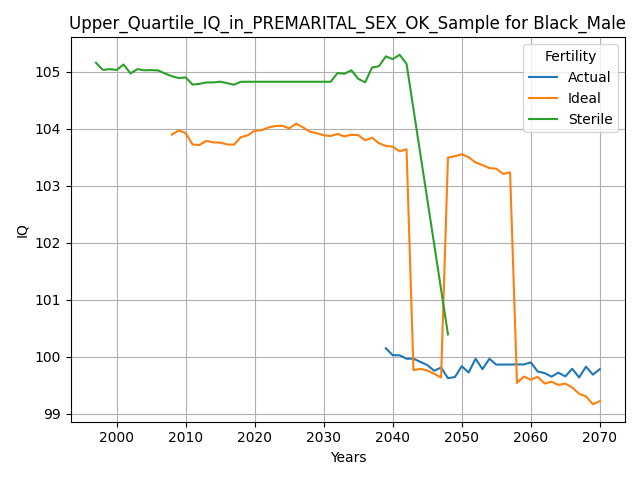 Upper_Quartile_IQ_in_PREMARITAL_SEX_OK_Sample for Black_Male
Fertility
Actual
Ideal
Sterile
105
104
103
102
101
100
99
IQ
2000 2010 2020 2030 2040 2050 2060 2070
Years